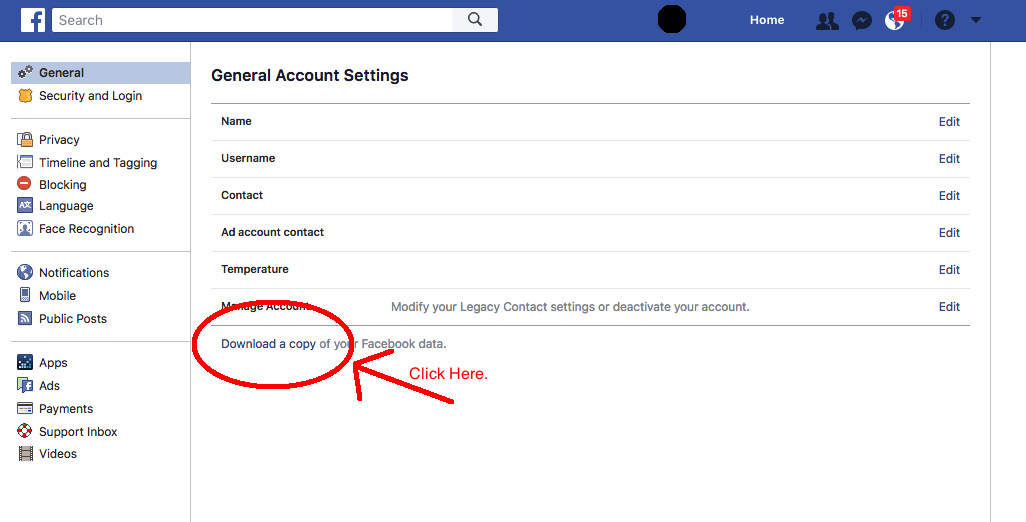 f Search Home 15 ?
General
Security and Login
Privacy
Timeline and Tagging
Blocking
Language
Face Recognition
Notifications
Mobile
Public Posts
Apps
Ads
Payments
Support Inbox
Videos
General Account Settings
Name Edit
Username Edit
Contact Edit
Ad account contact Edit
Temperature Edit
Manage Account Modify your Legacy Contact settings or deactivate your account. Edit
Download a copy of your Facebook data.
Click Here.